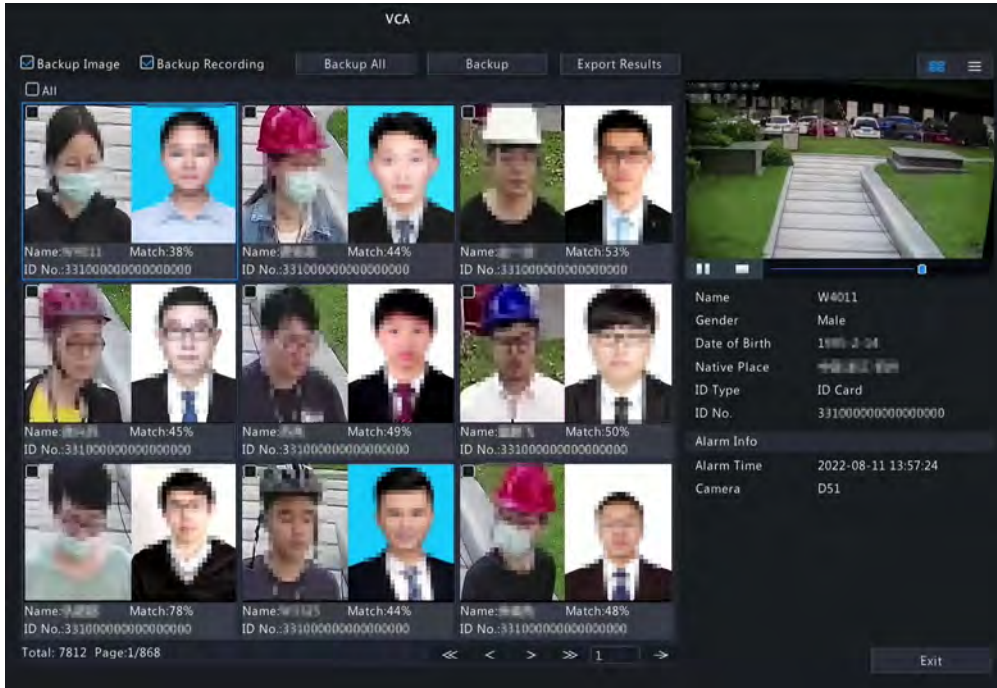 VCA
Backup Image Backup Recording Backup All Backup Export Results
All
Name: Match:38%
ID No.:331000000000000000
Name: Match:44%
ID No.:331000000000000000
Name: Match:53%
ID No.:331000000000000000
Name: Match:45%
ID No.:331000000000000000
Name: Match:49%
ID No.:331000000000000000
Name: Match:50%
ID No.:331000000000000000
Name: Match:78%
ID No.:331000000000000000
Name: Match:44%
ID No.:331000000000000000
Name: Match:48%
ID No.:331000000000000000
Total: 7812 Page:1/868
1
Name W4011
Gender Male
Date of Birth
Native Place
ID Type ID Card
ID No. 331000000000000000
Alarm Info
Alarm Time 2022-08-11 13:57:24
Camera D51
Exit